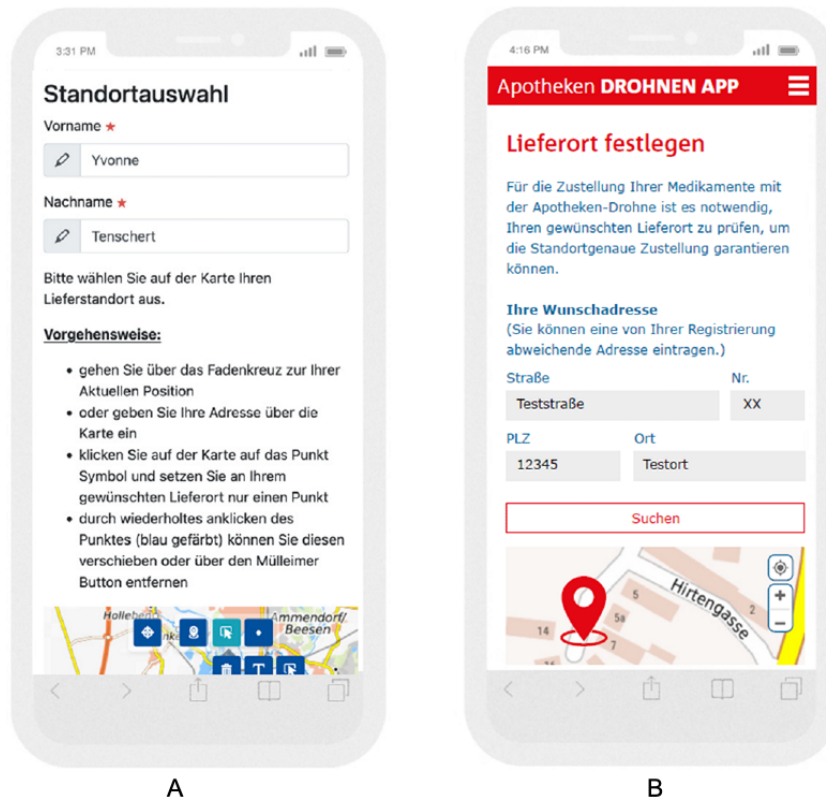 3:31 PM
Standortauswahl
Vorname *
Yvonne
Nachname *
Tenschert
Bitte wählen Sie auf der Karte Ihren
Lieferstandort aus.
Vorgehensweise:
• gehen Sie über das Fadenkreuz zur Ihrer
Aktuellen Position
• oder geben Sie Ihre Adresse über die
Karte ein
• klicken Sie auf der Karte auf das Punkt
Symbol und setzen Sie an Ihrem
gewünschten Lieferort nur einen Punkt
• durch wiederholtes anklicken des
Punktes (blau gefärbt) können Sie diesen
verschieben oder über den Mülleimer
Button entfernen
Ammendorf/
Beesen
T
A
4:16 PM
Apotheken DROHNEN APP
Lieferort festlegen
Für die Zustellung Ihrer Medikamente mit
der Apotheken-Drohne ist es notwendig,
Ihren gewünschten Lieferort zu prüfen, um
die Standortgenaue Zustellung garantieren
können.
Ihre Wunschadresse
(Sie können eine von Ihrer Registrierung
abweichende Adresse eintragen.)
Straße Nr.
Teststraße XX
PLZ Ort
12345 Testort
Suchen
Hirtengasse
5
5a
2
14
7
+
−
B